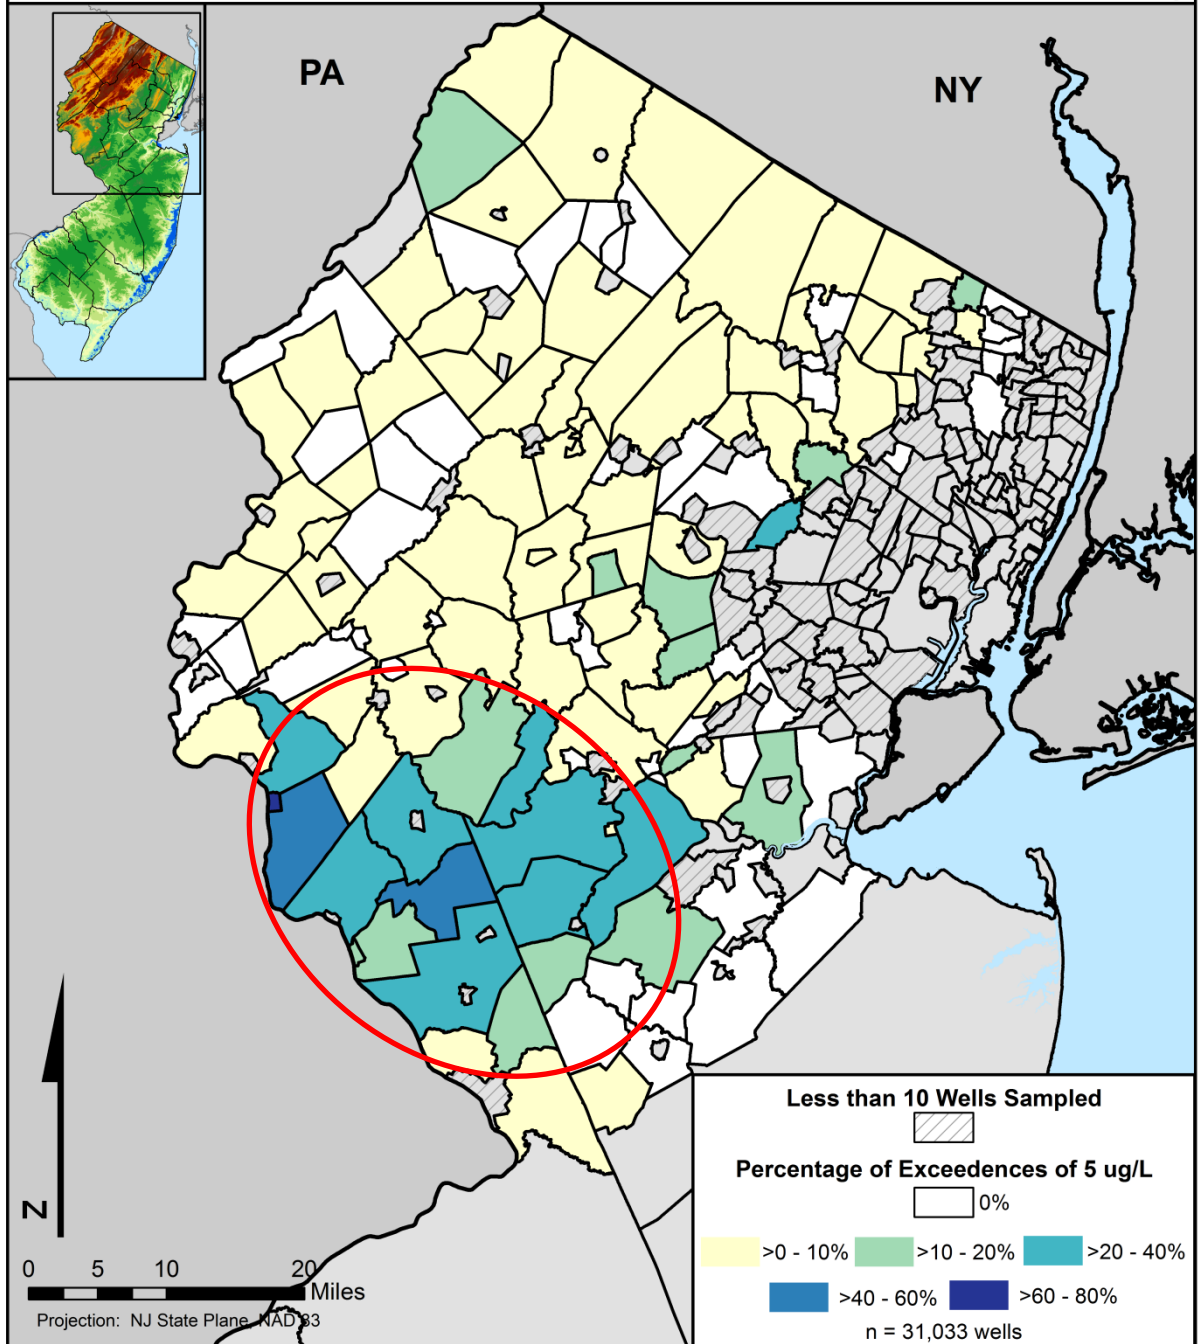 PA
NY
Less than 10 Wells Sampled
Percentage of Exceedences of 5 ug/L
0%
>0 - 10% >10 - 20% >20 - 40%
>40 - 60% >60 - 80%
n = 31,033 wells
N
0 5 10 20
Miles
Projection: NJ State Plane, NAD 83